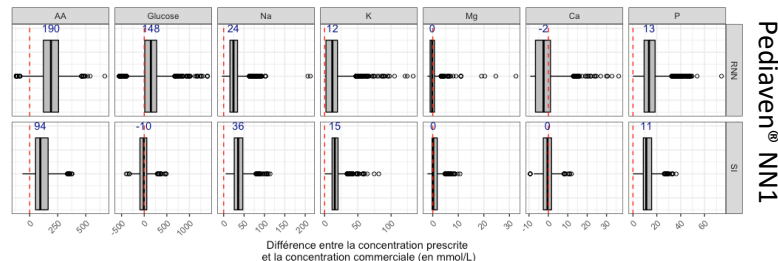 AA Glucose Na K Mg Ca P
190 148 24 12 0 -2 13
RNN
94 -10 36 15 0 0 11
SI
0 250 500 -500 0 500 1000 0 50 100 150 200 0 50 100 0 10 20 30 -10 0 10 20 30 0 20 40 60
Différence entre la concentration prescrite
et la concentration commerciale (en mmol/L)
Pediaven® NN1